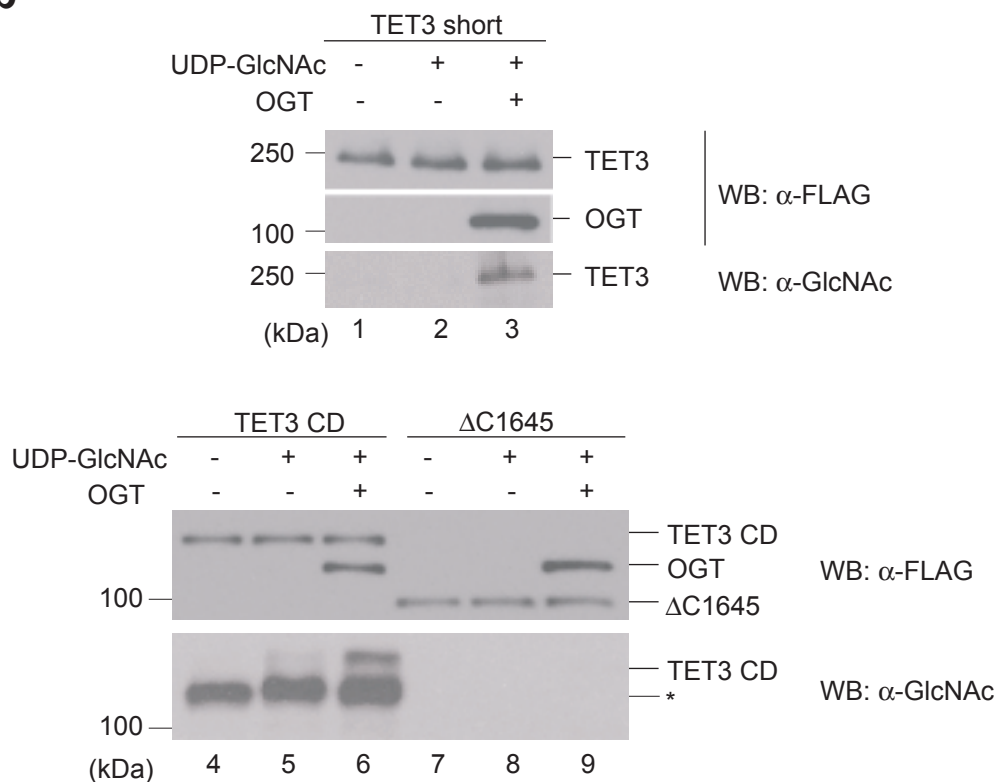 TET3 short
UDP-GlcNAc - + +
OGT - - +
250 TET3
WB: α-FLAG
OGT
100
250 TET3 WB: α-GlcNAc
(kDa) 1 2 3
TET3 CD ΔC1645
UDP-GlcNAc - + + - + +
OGT - - + - - +
TET3 CD
OGT WB: α-FLAG
100 ΔC1645
TET3 CD
* WB: α-GlcNAc
100
(kDa) 4 5 6 7 8 9